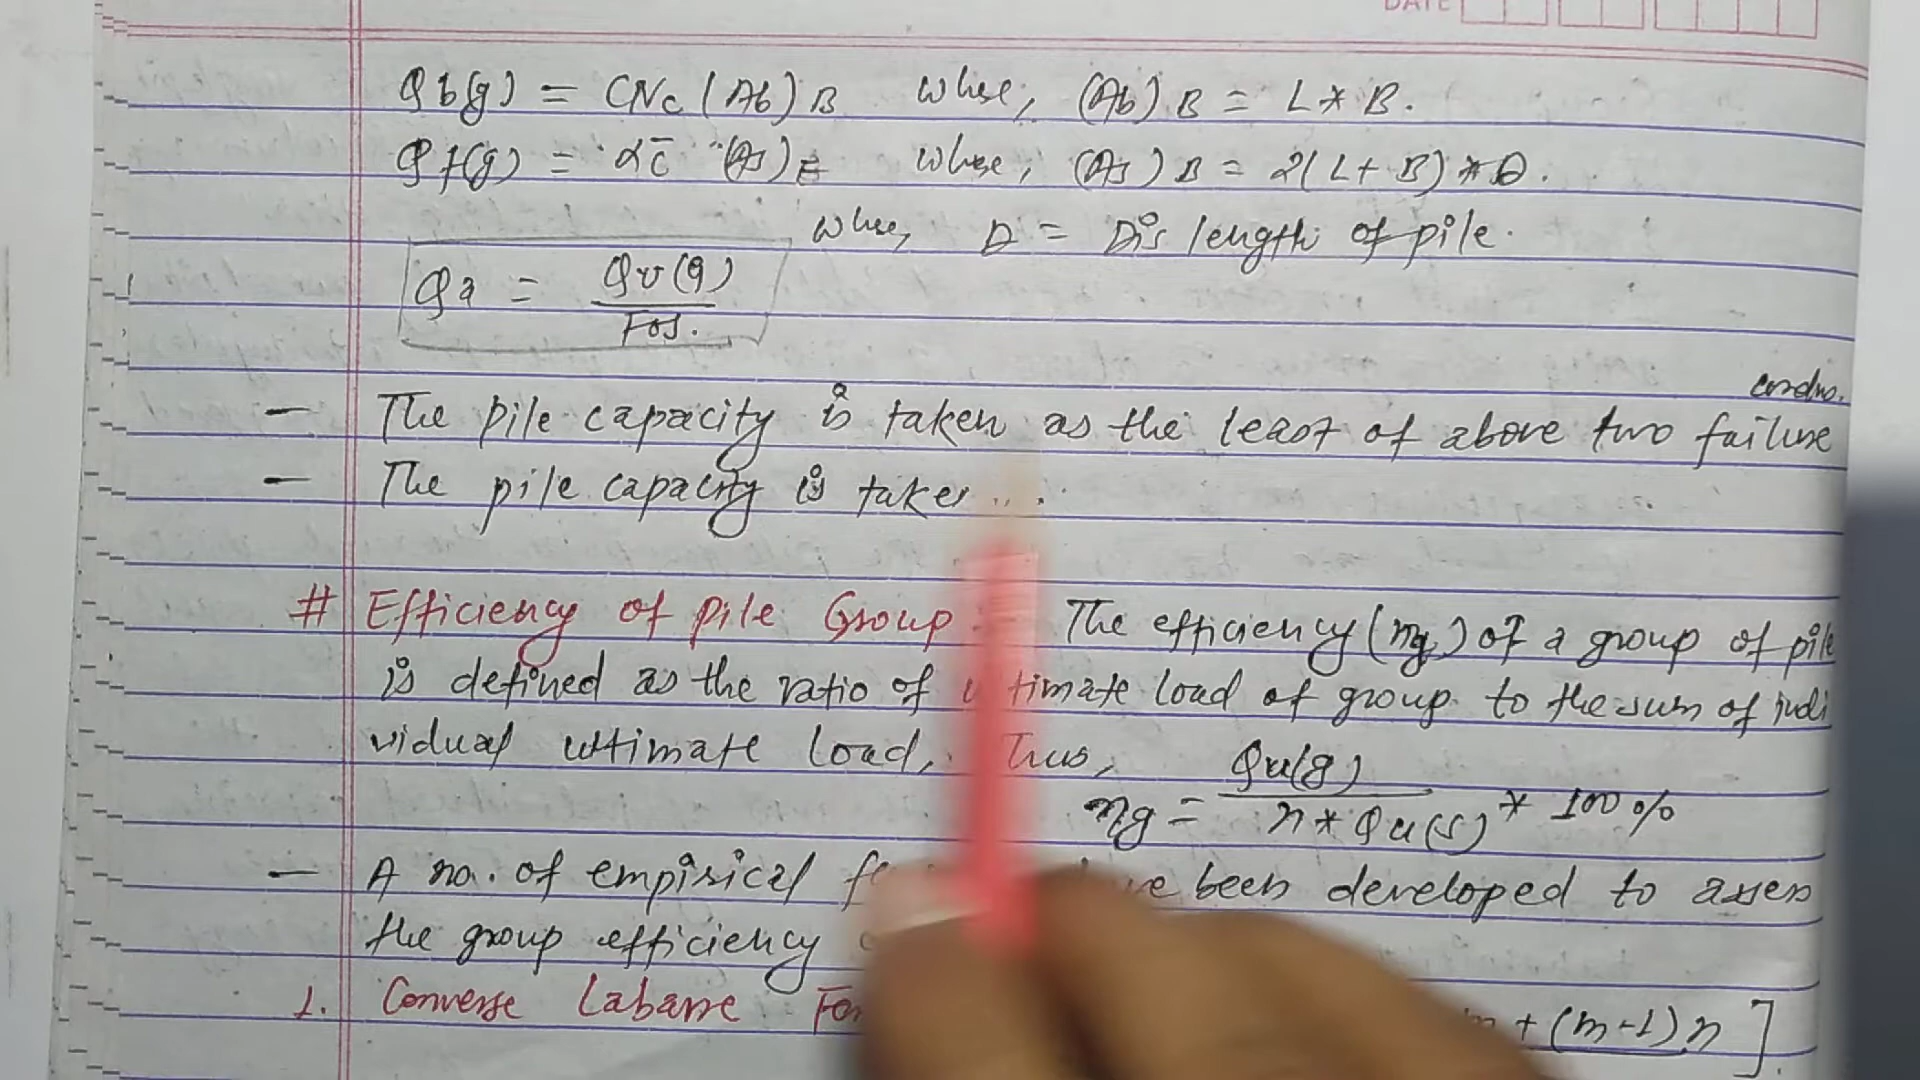 DATE
Qb(g) = CNc (Ab)B Where, (Ab)B = L * B.
Qf(g) = αc̄ (As)B Where, (As)B = 2(L + B) * D.
Where, D = Dis length of pile.
Qa = Qu(g) / FOS.
condns.
- The pile capacity is taken as the least of above two failure
- The pile capacity is taken ...
# Efficiency of pile Group :- The efficiency (ηg) of a group of pile
is defined as the ratio of timate load of group to the sum of indi
vidual ultimate load. Thus,
ηg = Qu(g) / n * Qu(s) * 100 %
- A no. of empirical been developed to asses
the group efficiency
1. Converse Labarre + (m-1) n ].